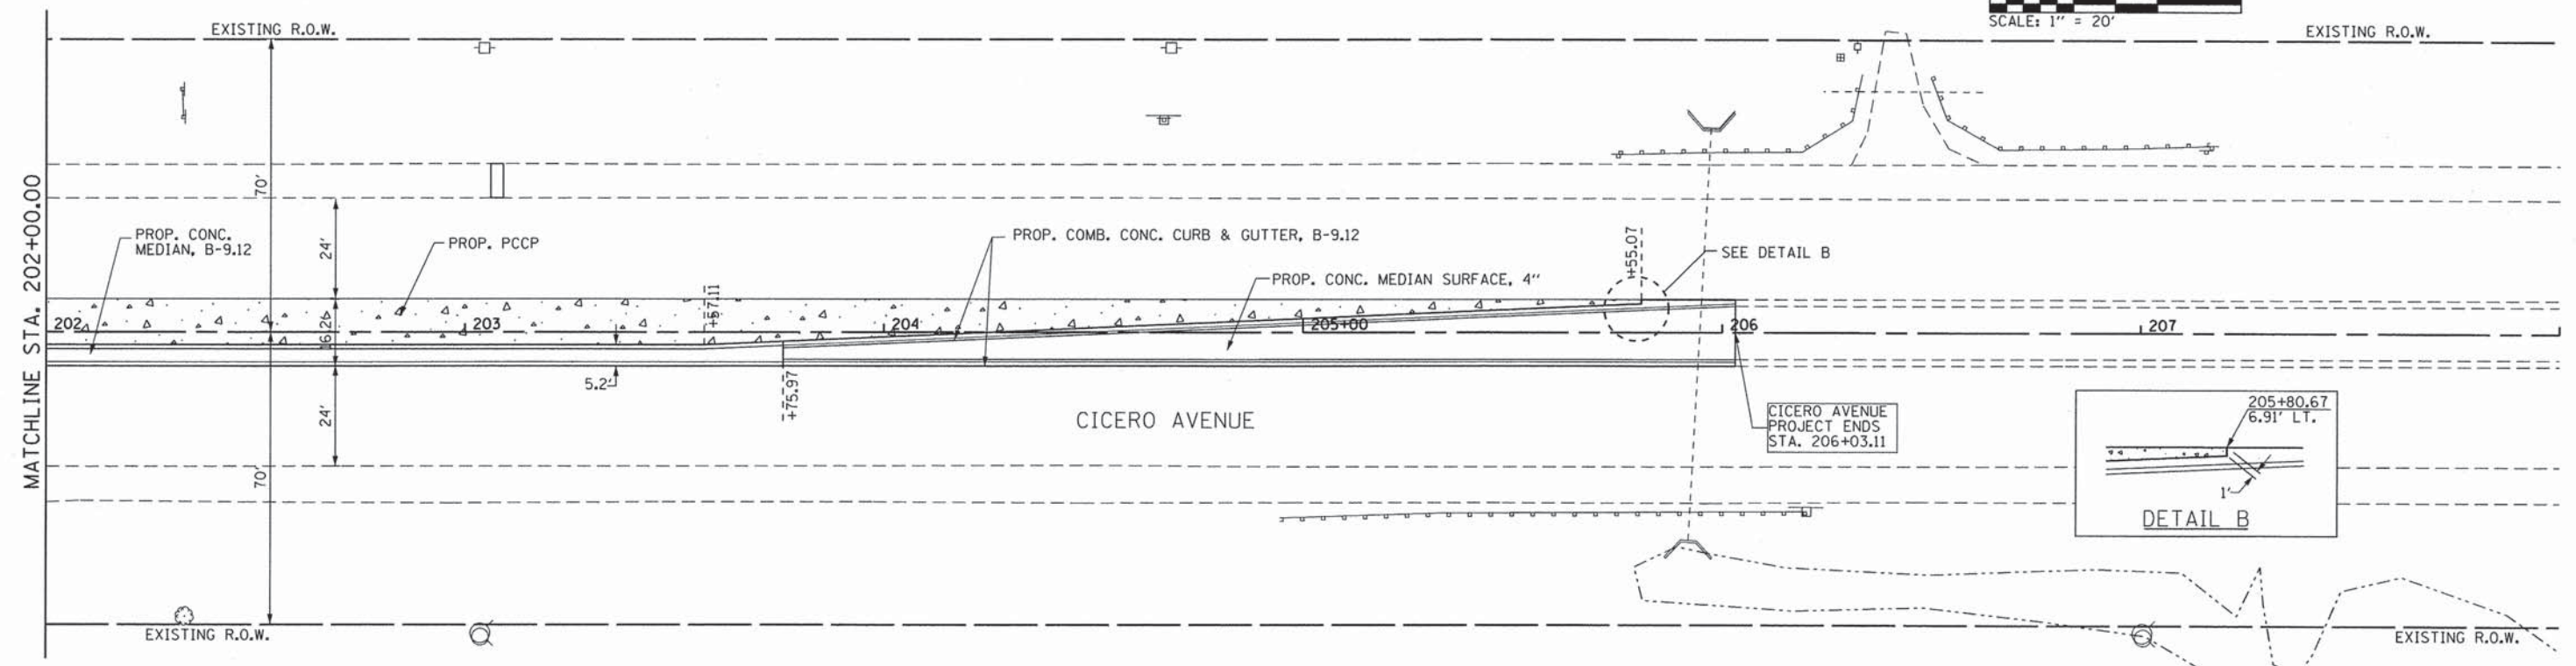 SCALE: 1" = 20'
EXISTING R.O.W.
EXISTING R.O.W.
MATCHLINE STA. 202+00.00
70'
24'
PROP. CONC.
MEDIAN, B-9.12
PROP. PCCP
PROP. COMB. CONC. CURB & GUTTER, B-9.12
PROP. CONC. MEDIAN SURFACE, 4"
+55.07
SEE DETAIL B
+57.11
202
203
204
205+00
206
207
16.26
5.2'
+75.97
24'
70'
CICERO AVENUE
CICERO AVENUE
PROJECT ENDS
STA. 206+03.11
205+80.67
6.91' LT.
1'
DETAIL B
EXISTING R.O.W.
EXISTING R.O.W.